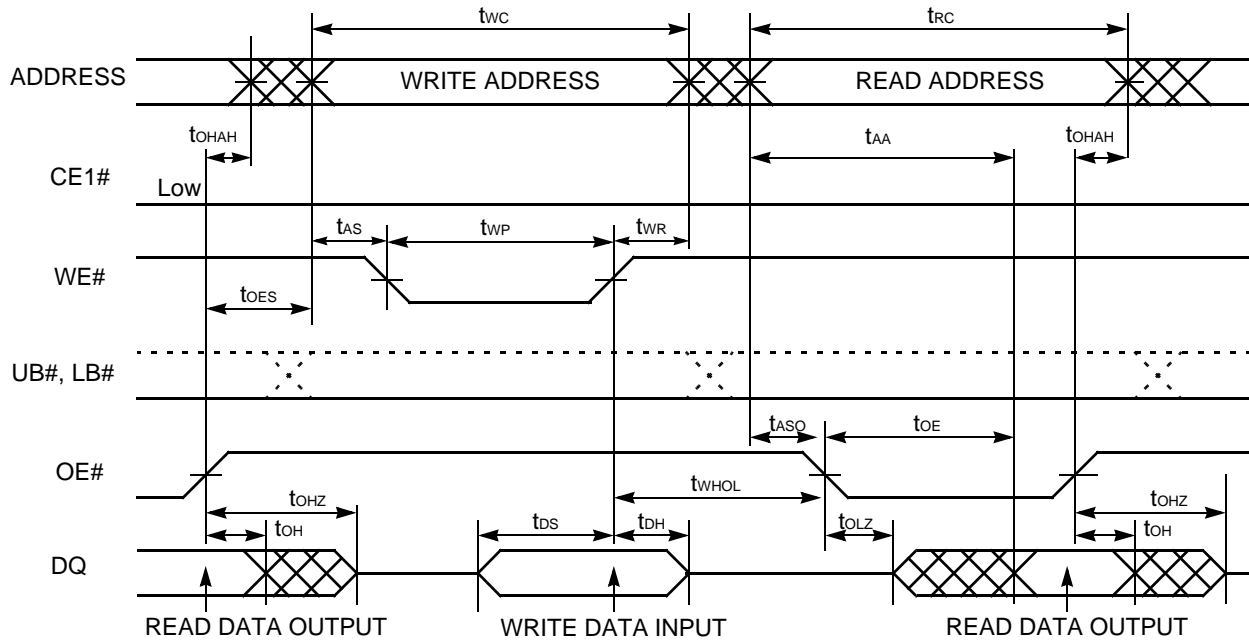 tWC tRC
ADDRESS WRITE ADDRESS READ ADDRESS
tOHAH tAA tOHAH
CE1# Low
tAS tWP tWR
WE#
tOES
UB#, LB#
tASO tOE
OE#
tWHOL
tOHZ tOHZ
tOH tDS tDH tOLZ tOH
DQ
READ DATA OUTPUT WRITE DATA INPUT READ DATA OUTPUT